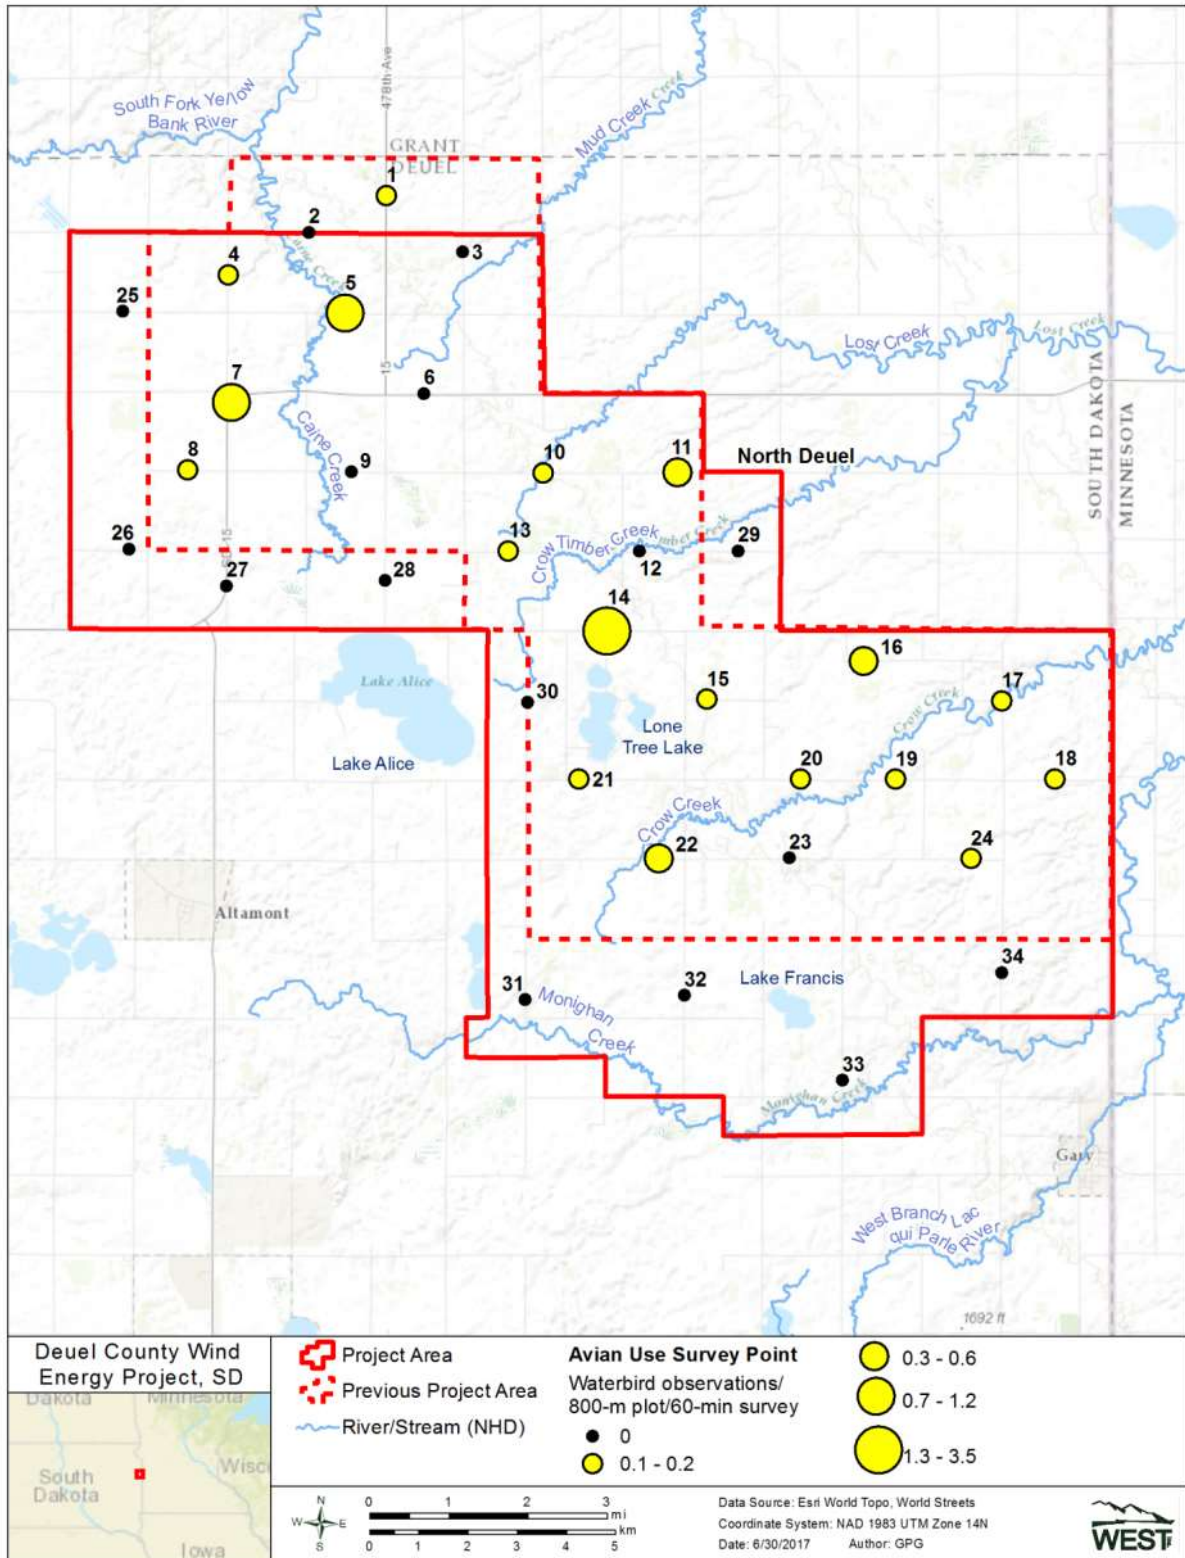 South Fork Yellow
Bank River
478th Ave
Mud Creek
Creek
GRANT
DEUEL
1
2
3
Caine Creek
4
5
25
15
6
7
Lost Creek
Lost Creek
SOUTH DAKOTA
MINNESOTA
8
9
Caine Creek
10
11
North Deuel
13
Crow Timber Creek
12
29
26
27
28
14
16
15
17
Crow Creek
30
Lake Alice
Lake Alice
Lone
Tree Lake
21
20
19
18
Crow Creek
22
23
24
Altamont
34
31
32
Lake Francis
Monighan
Creek
33
Monighan Creek
Gary
West Branch Lac
qui Parle River
1692 ft
Deuel County Wind
Energy Project, SD
Dakota
Minnesota
South
Dakota
Wisc
Iowa
Project Area
Previous Project Area
River/Stream (NHD)
Avian Use Survey Point
Waterbird observations/
800-m plot/60-min survey
0
0.1 - 0.2
0.3 - 0.6
0.7 - 1.2
1.3 - 3.5
N
W E
S
0 1 2 3
mi
km
0 1 2 3 4 5
Data Source: Esri World Topo, World Streets
Coordinate System: NAD 1983 UTM Zone 14N
Date: 6/30/2017 Author: GPG
WEST